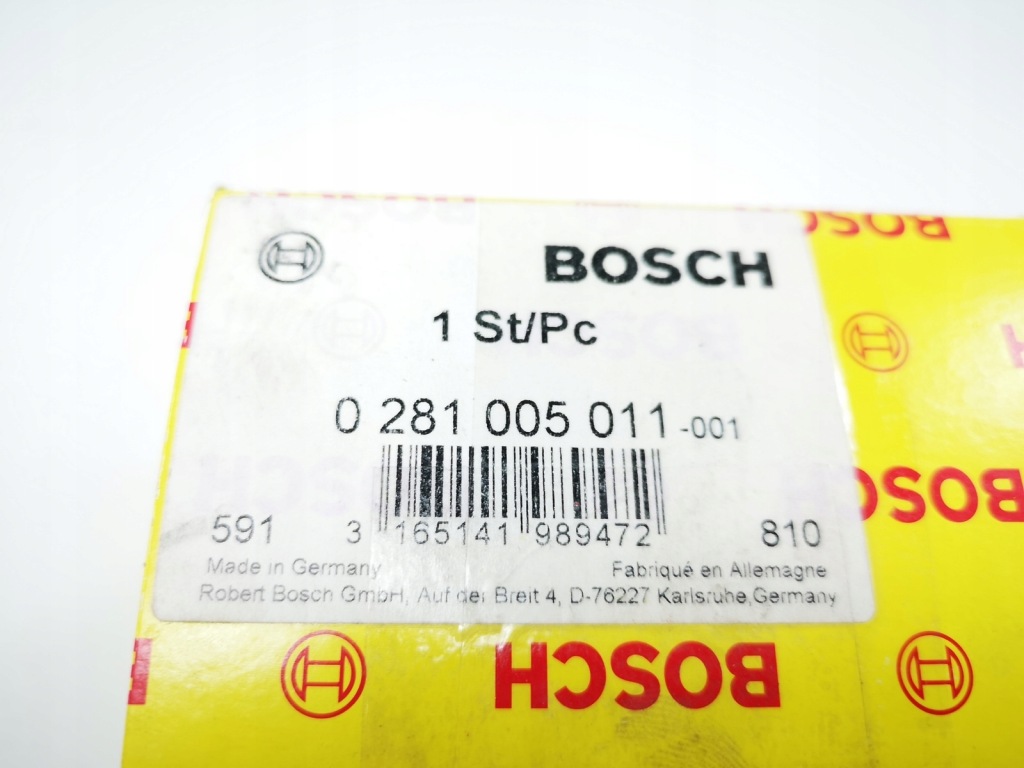 BOSCH
BOSCH
1 St/Pc
0 281 005 011 -001
BOSCH
591 3 165141 989472 810
Made in Germany Fabriqué en Allemagne
Robert Bosch GmbH, Auf der Breit 4, D-76227 Karlsruhe,Germany
BOSCH